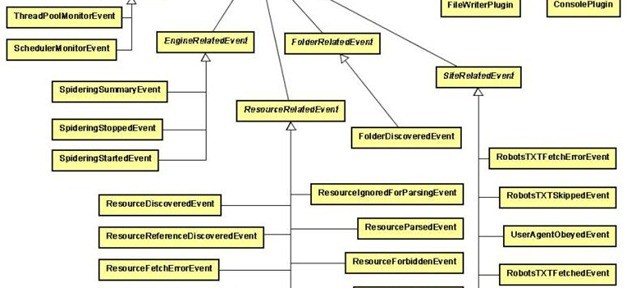 FileWriterPlugin
ConsolePlugin
ThreadPoolMonitorEvent
SchedulerMonitorEvent
EngineRelatedEvent
FolderRelatedEvent
SiteRelatedEvent
SpideringSummaryEvent
ResourceRelatedEvent
SpideringStoppedEvent
FolderDiscoveredEvent
SpideringStartedEvent
RobotsTXTFetchErrorEvent
ResourceIgnoredForParsingEvent
RobotsTXTSkippedEvent
ResourceDiscoveredEvent
ResourceParsedEvent
ResourceReferenceDiscoveredEvent
UserAgentObeyedEvent
ResourceForbiddenEvent
ResourceFetchErrorEvent
RobotsTXTFetchedEvent